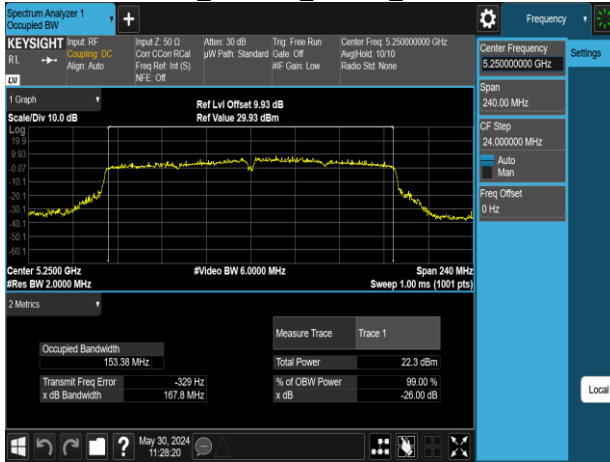 Spectrum Analyzer 1
Occupied BW
Frequency
KEYSIGHT
RL
LXI
Input: RF
Coupling: DC
Align: Auto
Input Z: 50 Ω
Corr CCorr RCal
Freq Ref: Int (S)
NFE: Off
Atten: 30 dB
µW Path: Standard
Trig: Free Run
Gate: Off
#IF Gain: Low
Center Freq: 5.250000000 GHz
Avg|Hold: 10/10
Radio Std: None
Center Frequency
5.250000000 GHz
Settings
Span
240.00 MHz
CF Step
24.000000 MHz
Auto
Man
Freq Offset
0 Hz
Local
1 Graph
Scale/Div 10.0 dB
Ref Lvl Offset 9.93 dB
Ref Value 29.93 dBm
Log
19.9
9.93
-0.07
-10.1
-20.1
-30.1
-40.1
-50.1
-60.1
Center 5.2500 GHz
#Video BW 6.0000 MHz
Span 240 MHz
#Res BW 2.0000 MHz
Sweep 1.00 ms (1001 pts)
2 Metrics
Measure Trace
Trace 1
Occupied Bandwidth
153.38 MHz
Total Power
22.3 dBm
Transmit Freq Error
-329 Hz
% of OBW Power
99.00 %
x dB Bandwidth
167.8 MHz
x dB
-26.00 dB
?
May 30, 2024
11:28:20